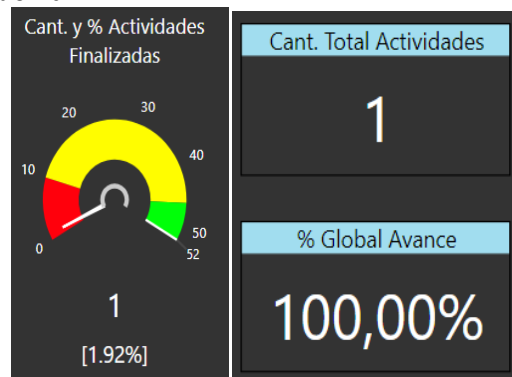 Cant. y % Actividades
Finalizadas
0
10
20
30
40
50
52
1
[1.92%]
Cant. Total Actividades
1
% Global Avance
100,00%